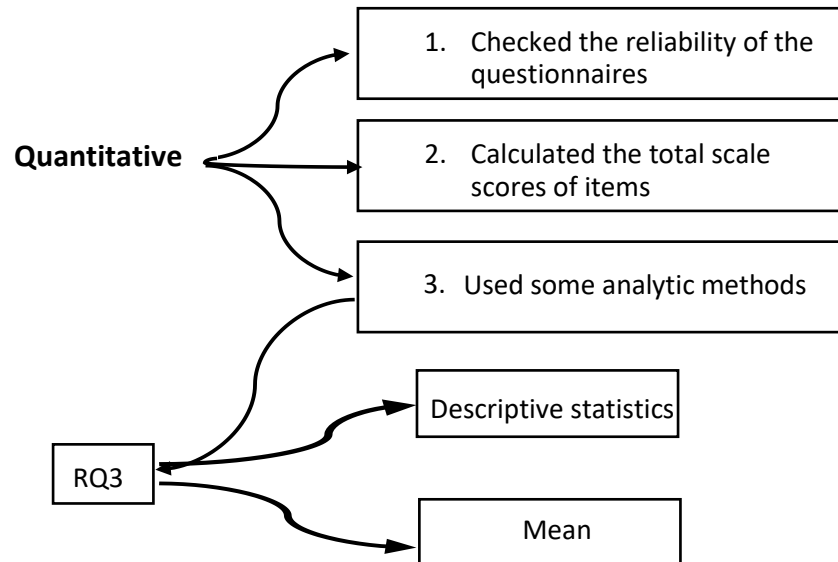 1. Checked the reliability of the
questionnaires
Quantitative
2. Calculated the total scale
scores of items
3. Used some analytic methods
Descriptive statistics
RQ3
Mean